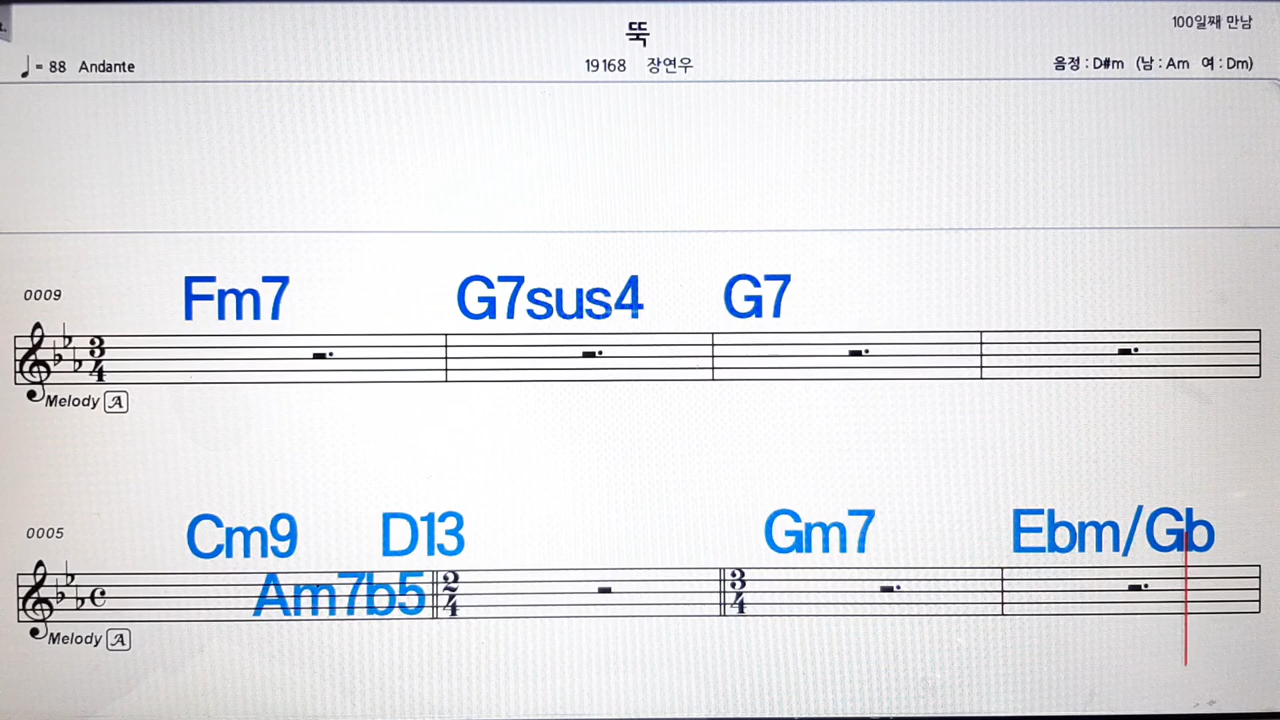 뚝
100일째 만남
♩ = 88 Andante
19168 장연우
음정 : D#m (남 : Am 여 : Dm)
0009
Fm7 G7sus4 G7
3
4
Melody A
0005
Cm9 D13 Gm7 Ebm/Gb
Am7b5
2
4
3
4
Melody A